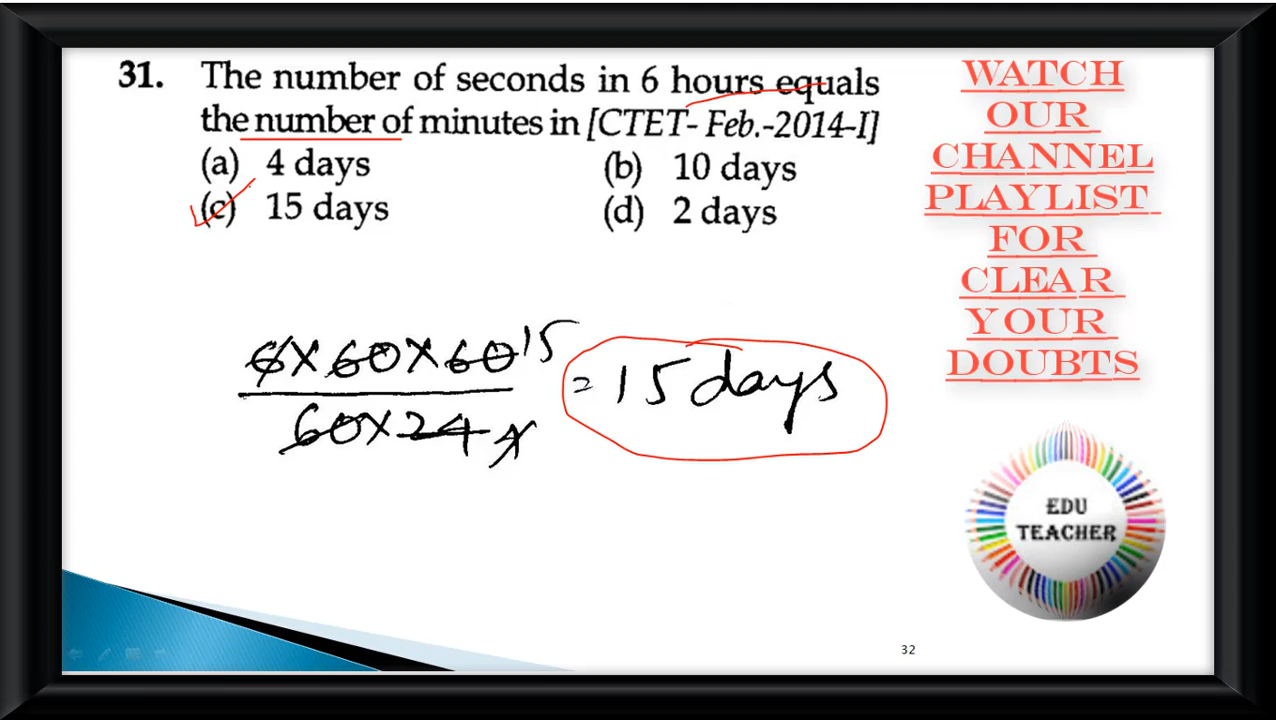 31. The number of seconds in 6 hours equals
the number of minutes in [CTET- Feb.-2014-I]
(a) 4 days (b) 10 days
(c) 15 days (d) 2 days
6×60×60 15
60×24
= 15 days
WATCH
OUR
CHANNEL
PLAYLIST
FOR
CLEAR
YOUR
DOUBTS
EDU
TEACHER
32